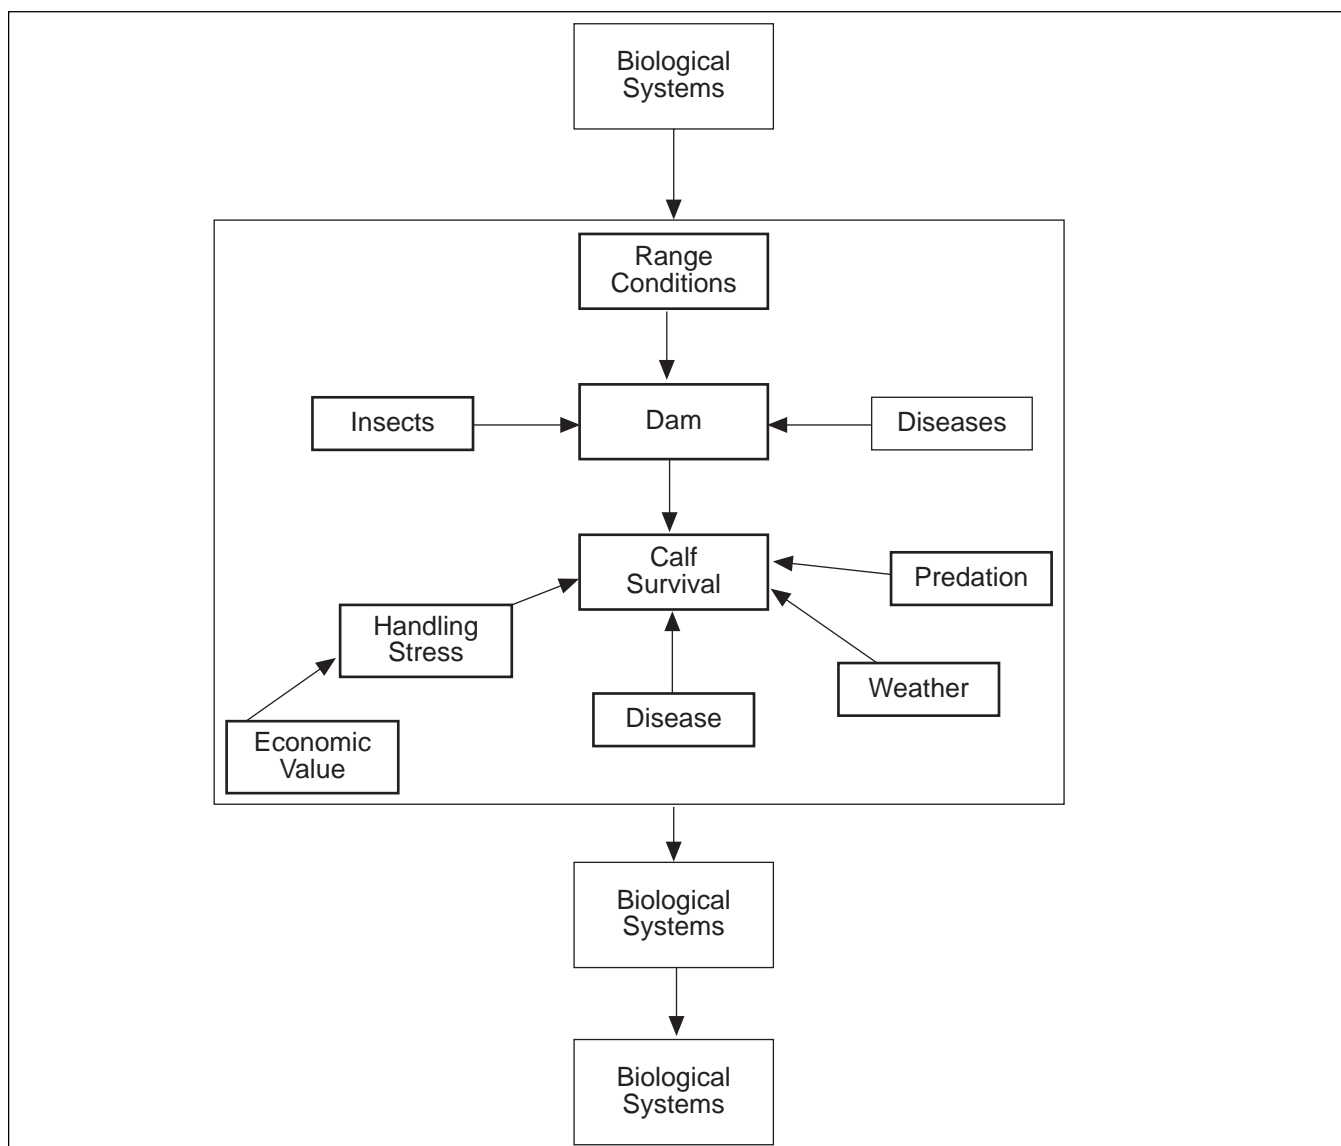 Biological
Systems
Range
Conditions
Insects
Dam
Diseases
Calf
Survival
Predation
Handling
Stress
Weather
Disease
Economic
Value
Biological
Systems
Biological
Systems